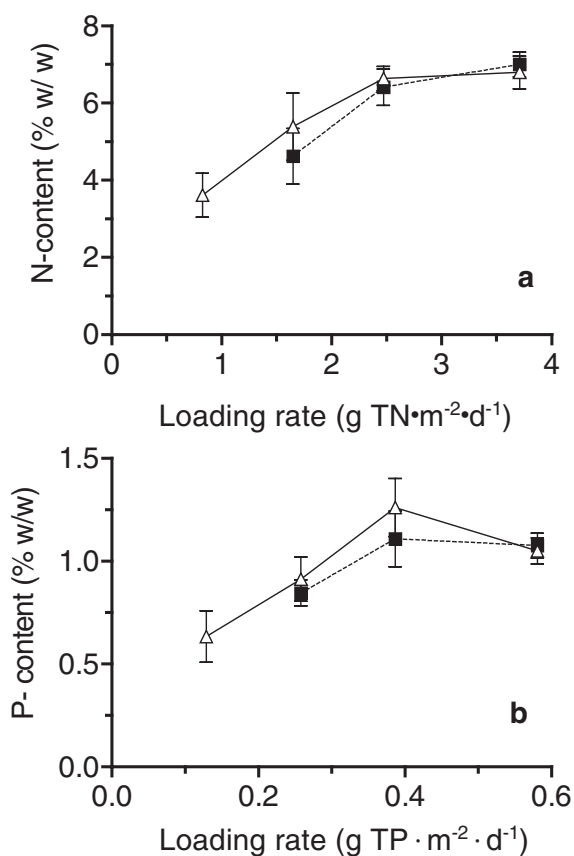 8
6
4
2
0
N-content (% w/ w)
a
0 1 2 3 4
Loading rate (g TN•m-2•d-1)
1.5
1.0
0.5
0.0
P- content (% w/w)
b
0.0 0.2 0.4 0.6
Loading rate (g TP · m-2 · d-1)